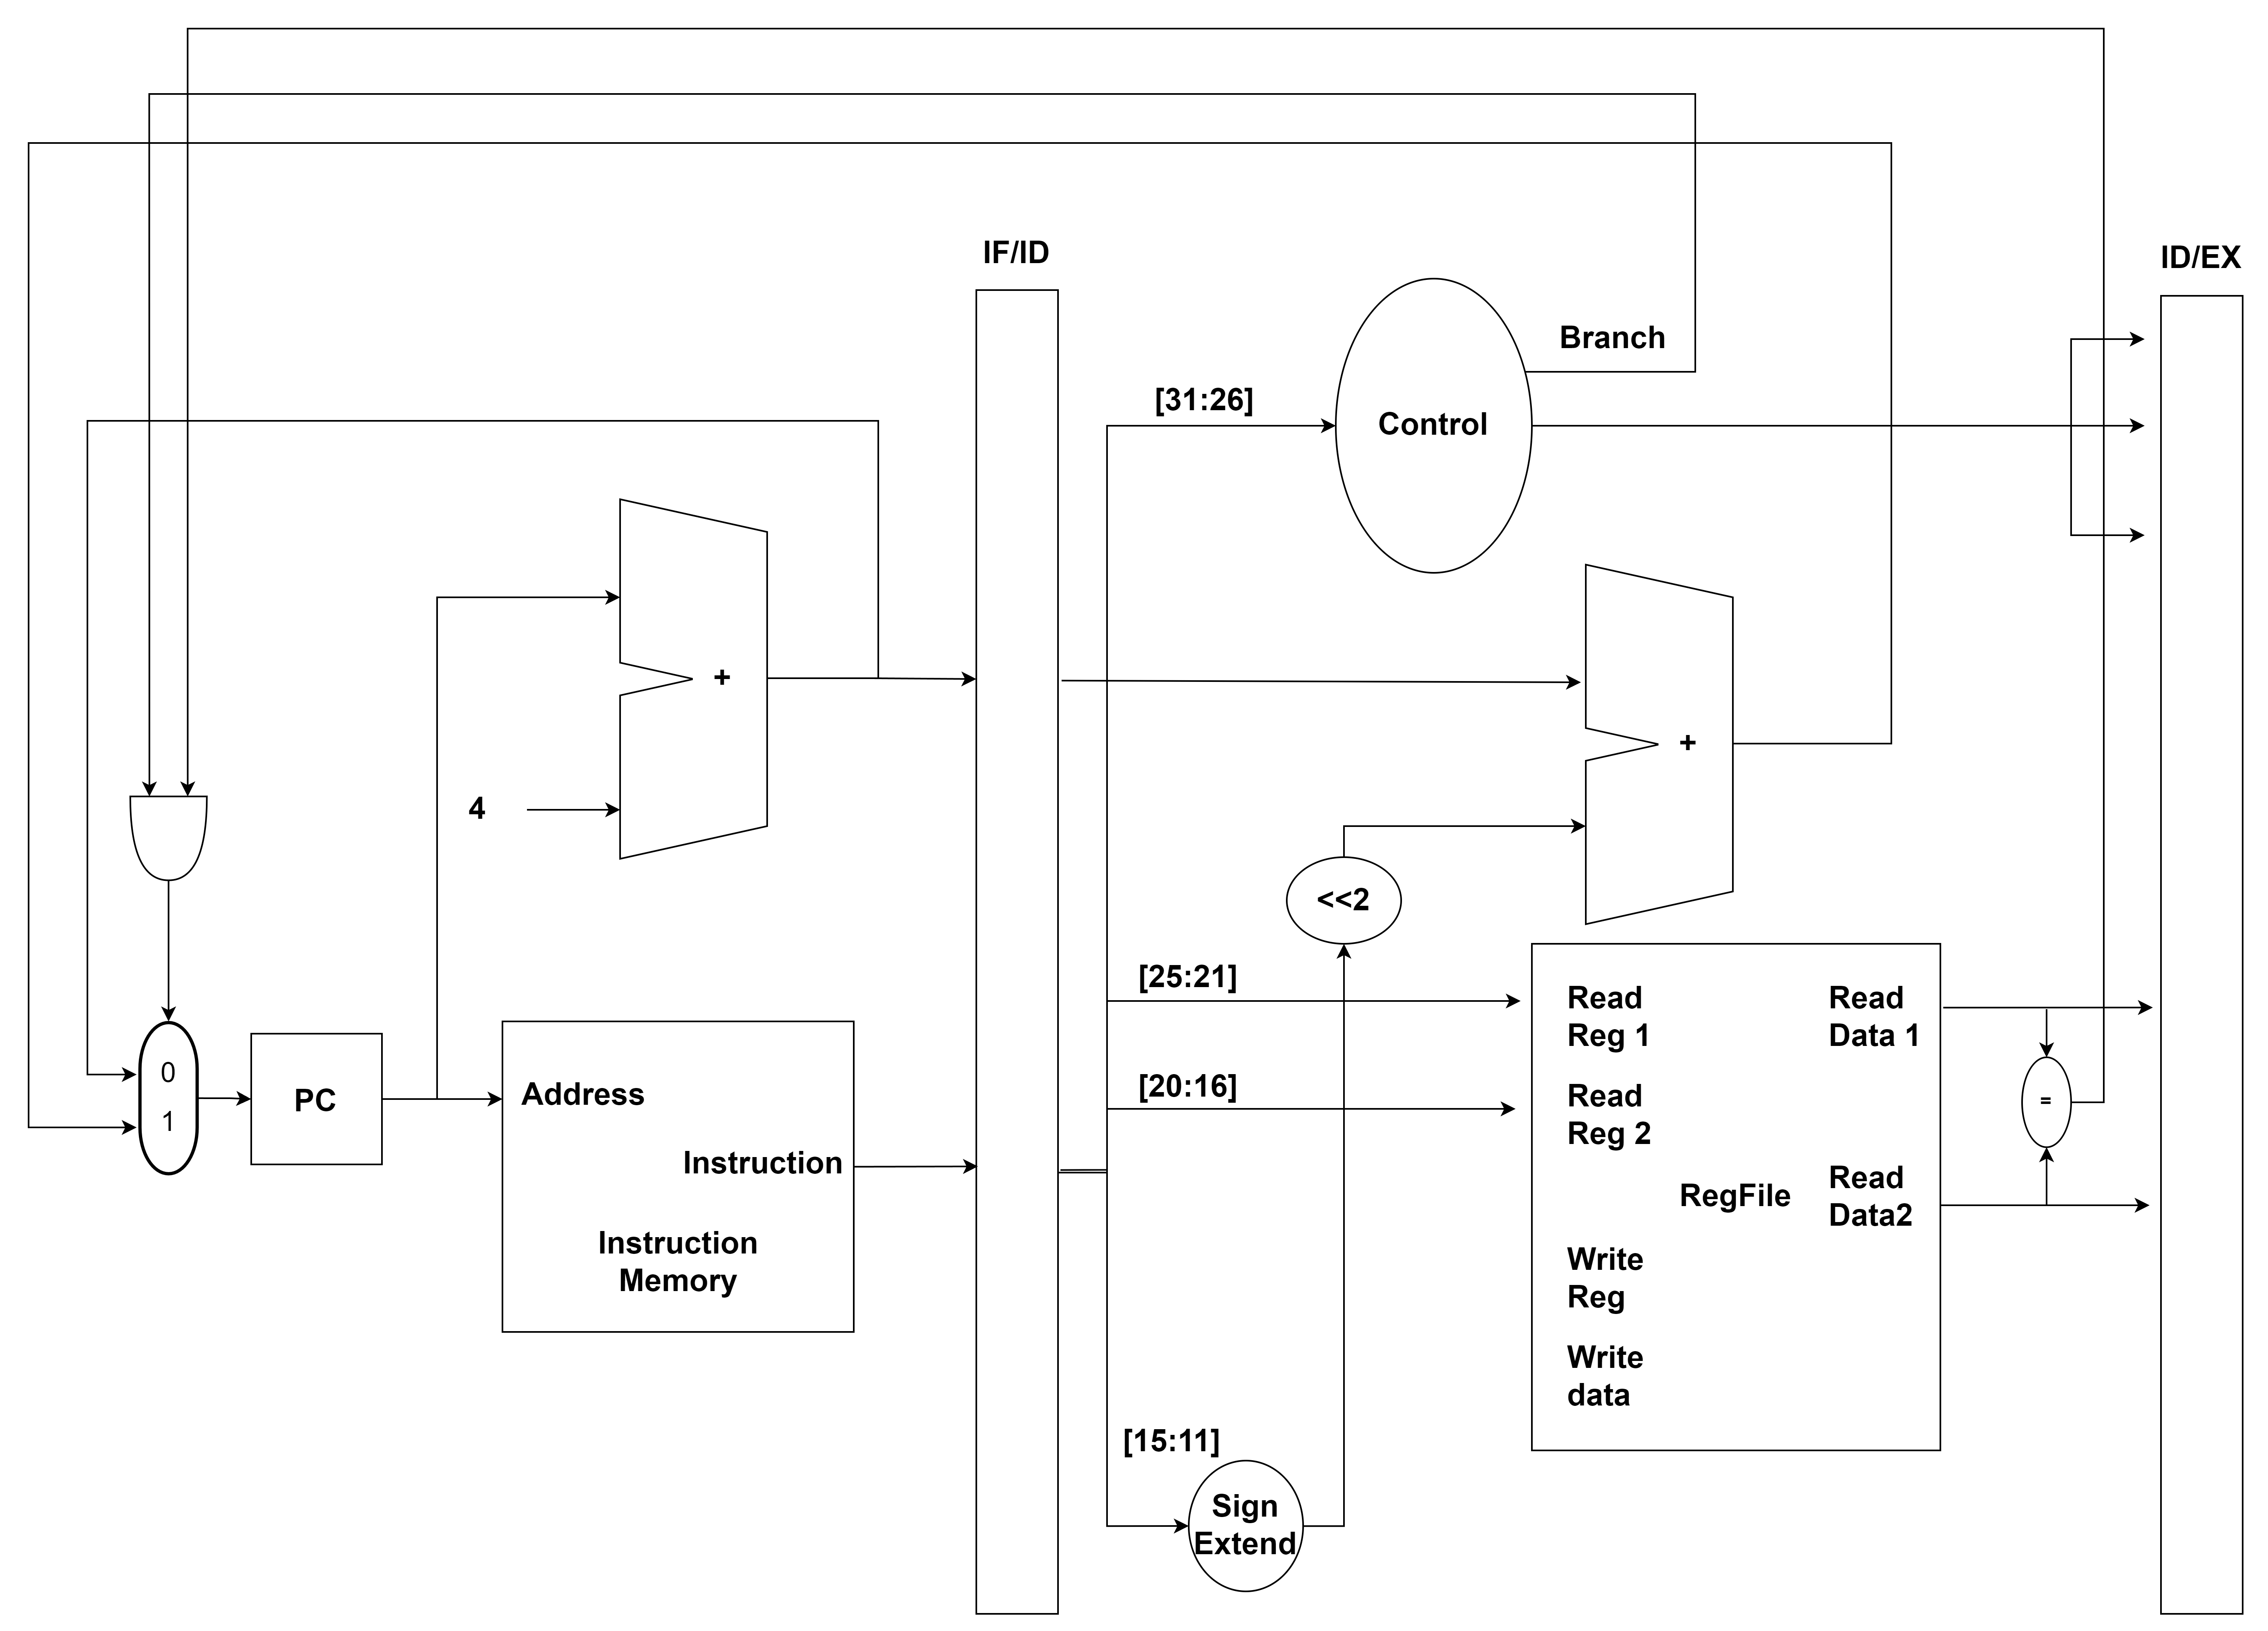 IF/ID
ID/EX
Branch
[31:26]
Control
+
+
4
<<2
[25:21]
Read
Reg 1
Read
Data 1
0
1
PC
Address
[20:16]
Read
Reg 2
=
Instruction
RegFile
Read
Data2
Instruction
Memory
Write
Reg
Write
data
[15:11]
Sign
Extend